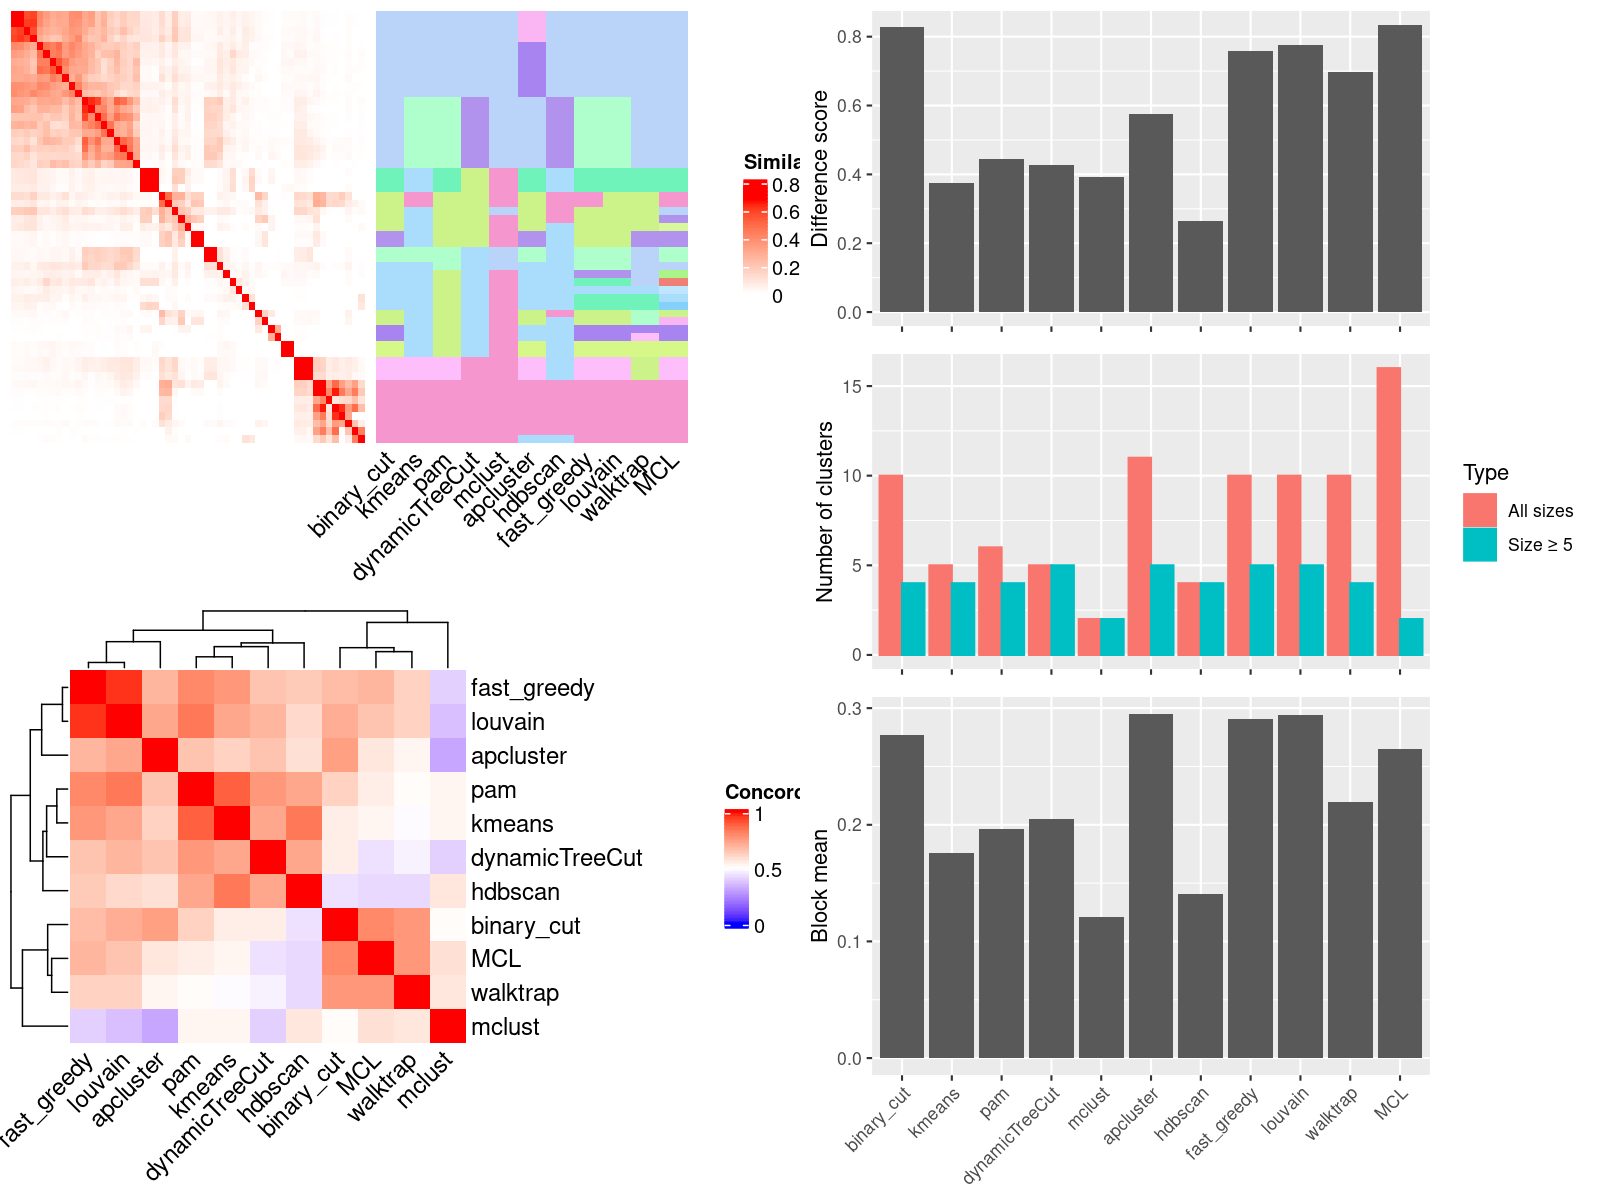 Simila
0.8
0.6
0.4
0.2
0
binary_cut
kmeans
pam
dynamicTreeCut
mclust
apcluster
hdbscan
fast_greedy
louvain
walktrap
MCL
fast_greedy
louvain
apcluster
pam
kmeans
dynamicTreeCut
hdbscan
binary_cut
MCL
walktrap
mclust
fast_greedy
louvain
apcluster
pam
kmeans
dynamicTreeCut
hdbscan
binary_cut
MCL
walktrap
mclust
Concord
1
0.5
0
Difference score
0.8
0.6
0.4
0.2
0.0
Number of clusters
15
10
5
0
Type
All sizes
Size ≥ 5
Block mean
0.3
0.2
0.1
0.0
binary_cut
kmeans
pam
dynamicTreeCut
mclust
apcluster
hdbscan
fast_greedy
louvain
walktrap
MCL